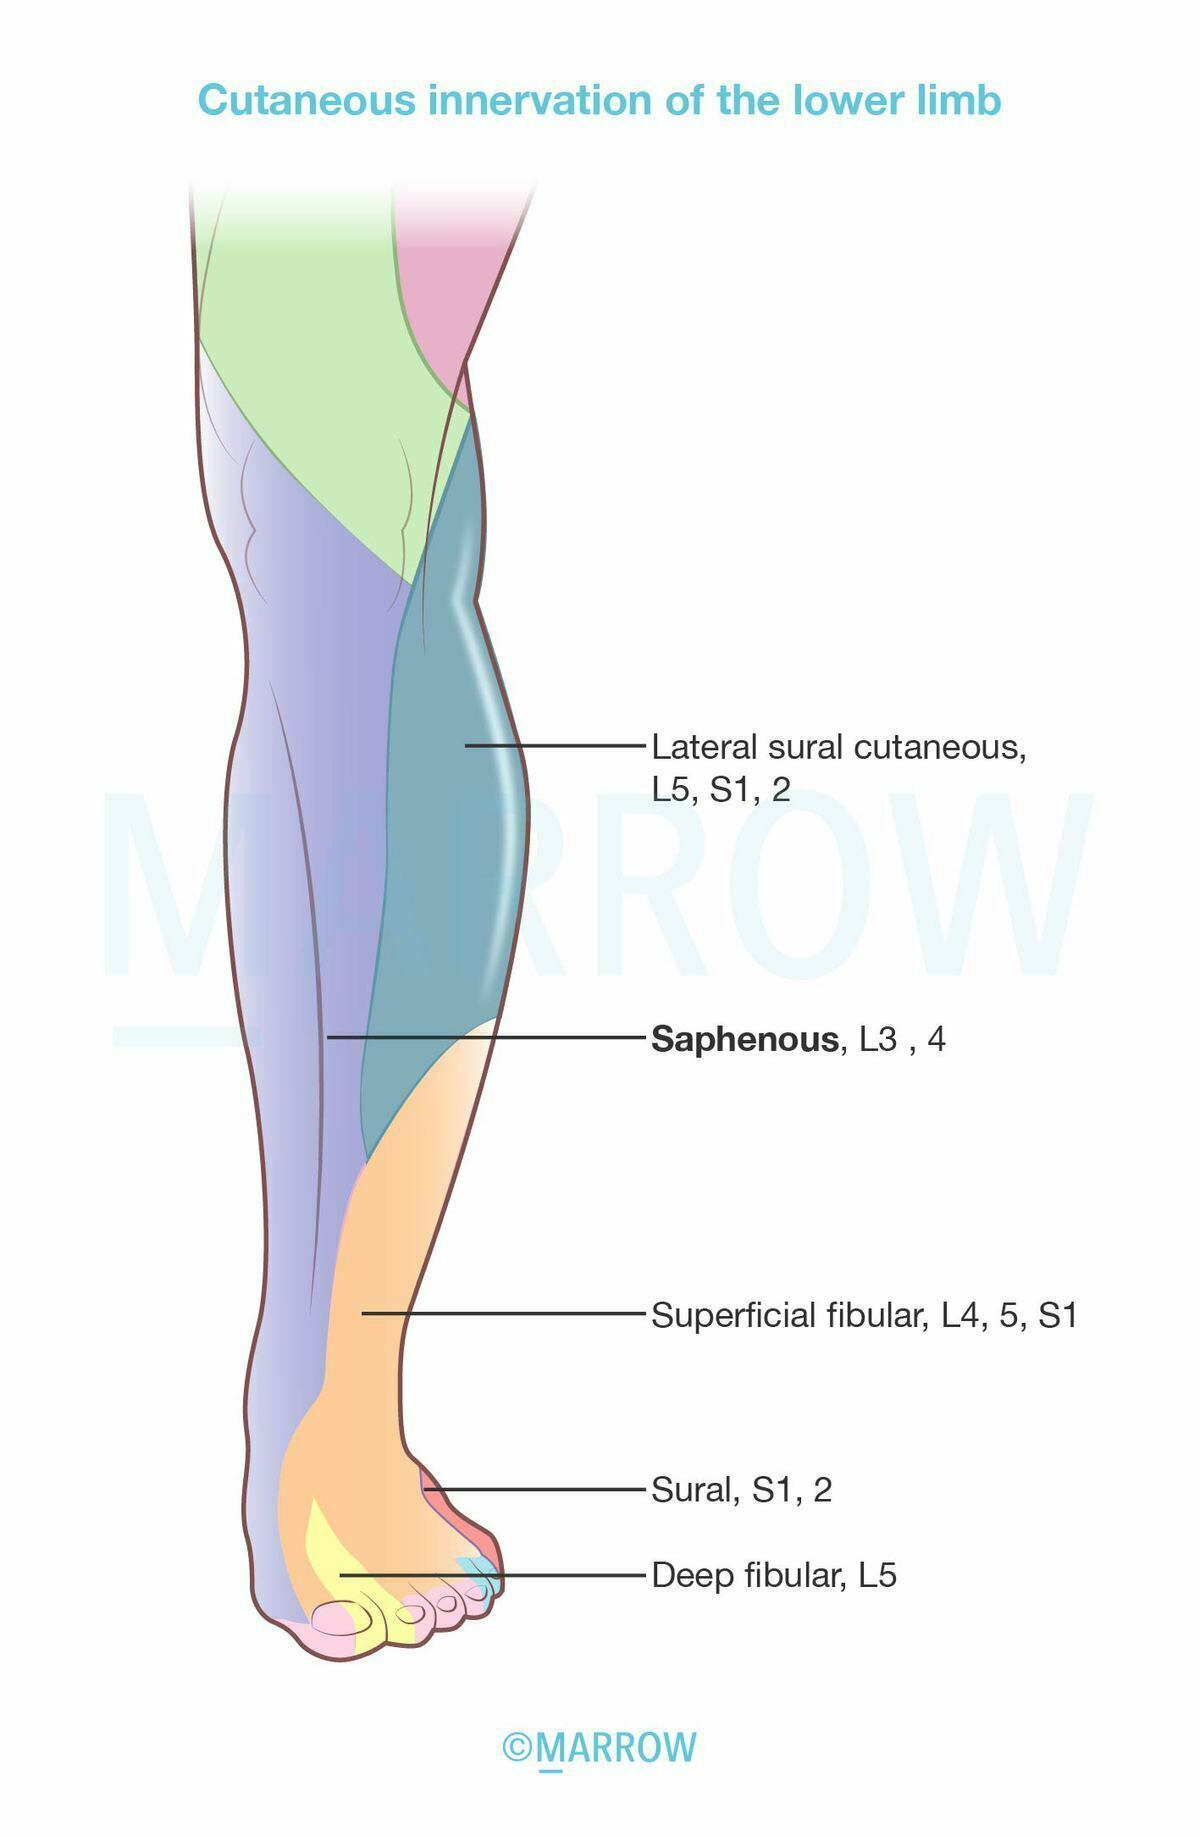 Cutaneous innervation of the lower limb
Lateral sural cutaneous,
L5, S1, 2
MARROW
Saphenous, L3 , 4
Superficial fibular, L4, 5, S1
Sural, S1, 2
Deep fibular, L5
©MARROW